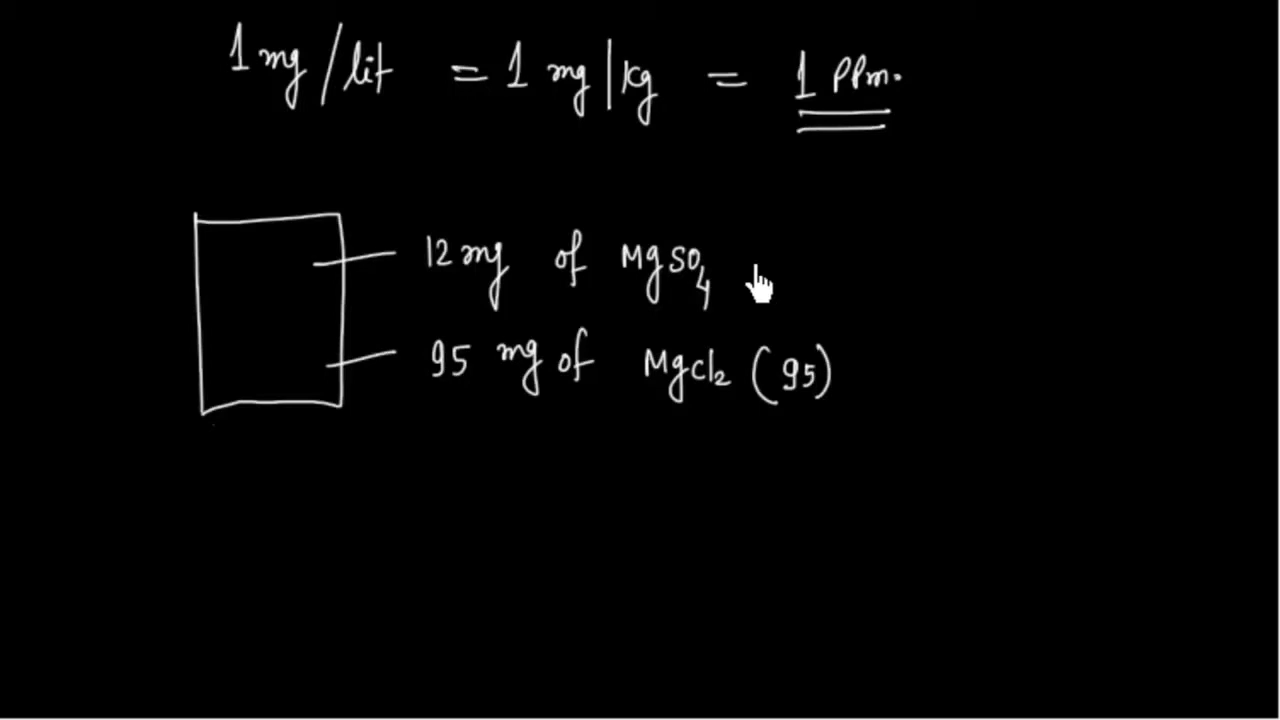 1 mg/lit = 1 mg/kg = 1 PPm.
12 mg of MgSO4
95 mg of MgCl2 (95)